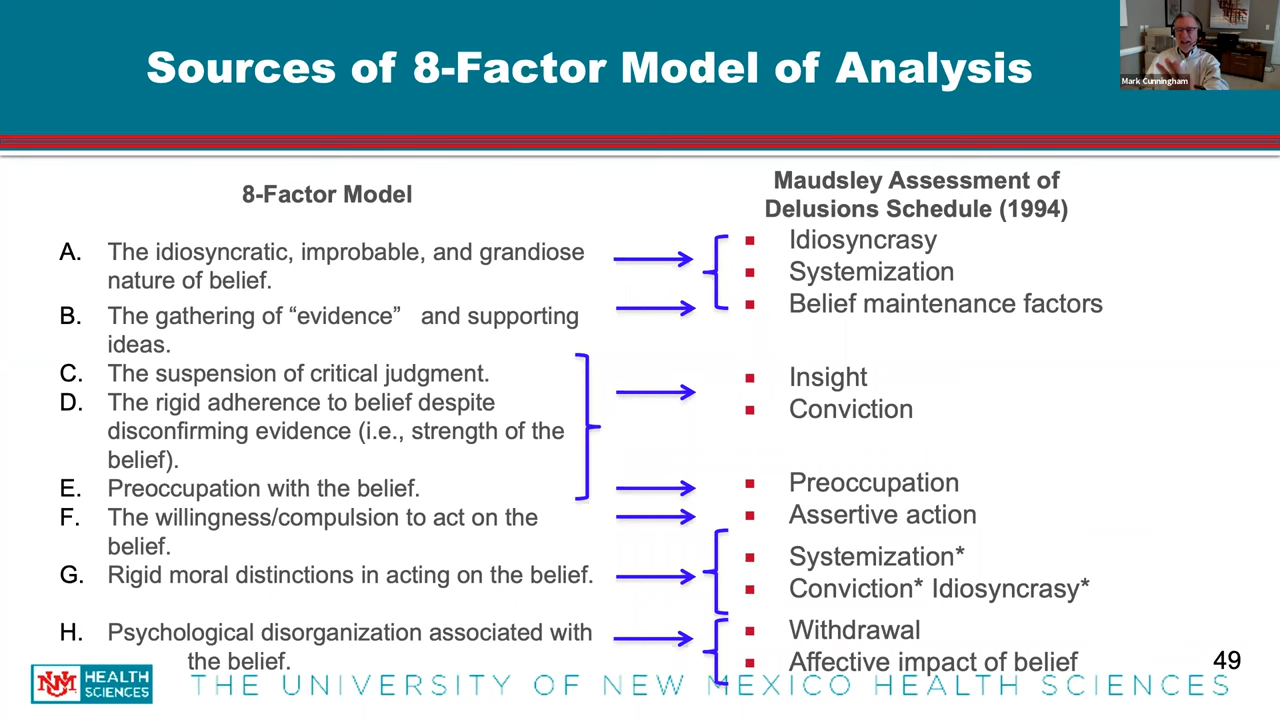 Sources of 8-Factor Model of Analysis
Mark Cunningham
8-Factor Model
A. The idiosyncratic, improbable, and grandiose
nature of belief.
B. The gathering of “evidence” and supporting
ideas.
C. The suspension of critical judgment.
D. The rigid adherence to belief despite
disconfirming evidence (i.e., strength of the
belief).
E. Preoccupation with the belief.
F. The willingness/compulsion to act on the
belief.
G. Rigid moral distinctions in acting on the belief.
H. Psychological disorganization associated with
the belief.
Maudsley Assessment of
Delusions Schedule (1994)
Idiosyncrasy
Systemization
Belief maintenance factors
Insight
Conviction
Preoccupation
Assertive action
Systemization*
Conviction* Idiosyncrasy*
Withdrawal
Affective impact of belief
49
UNM
HEALTH
SCIENCES
THE UNIVERSITY OF NEW MEXICO HEALTH SCIENCES